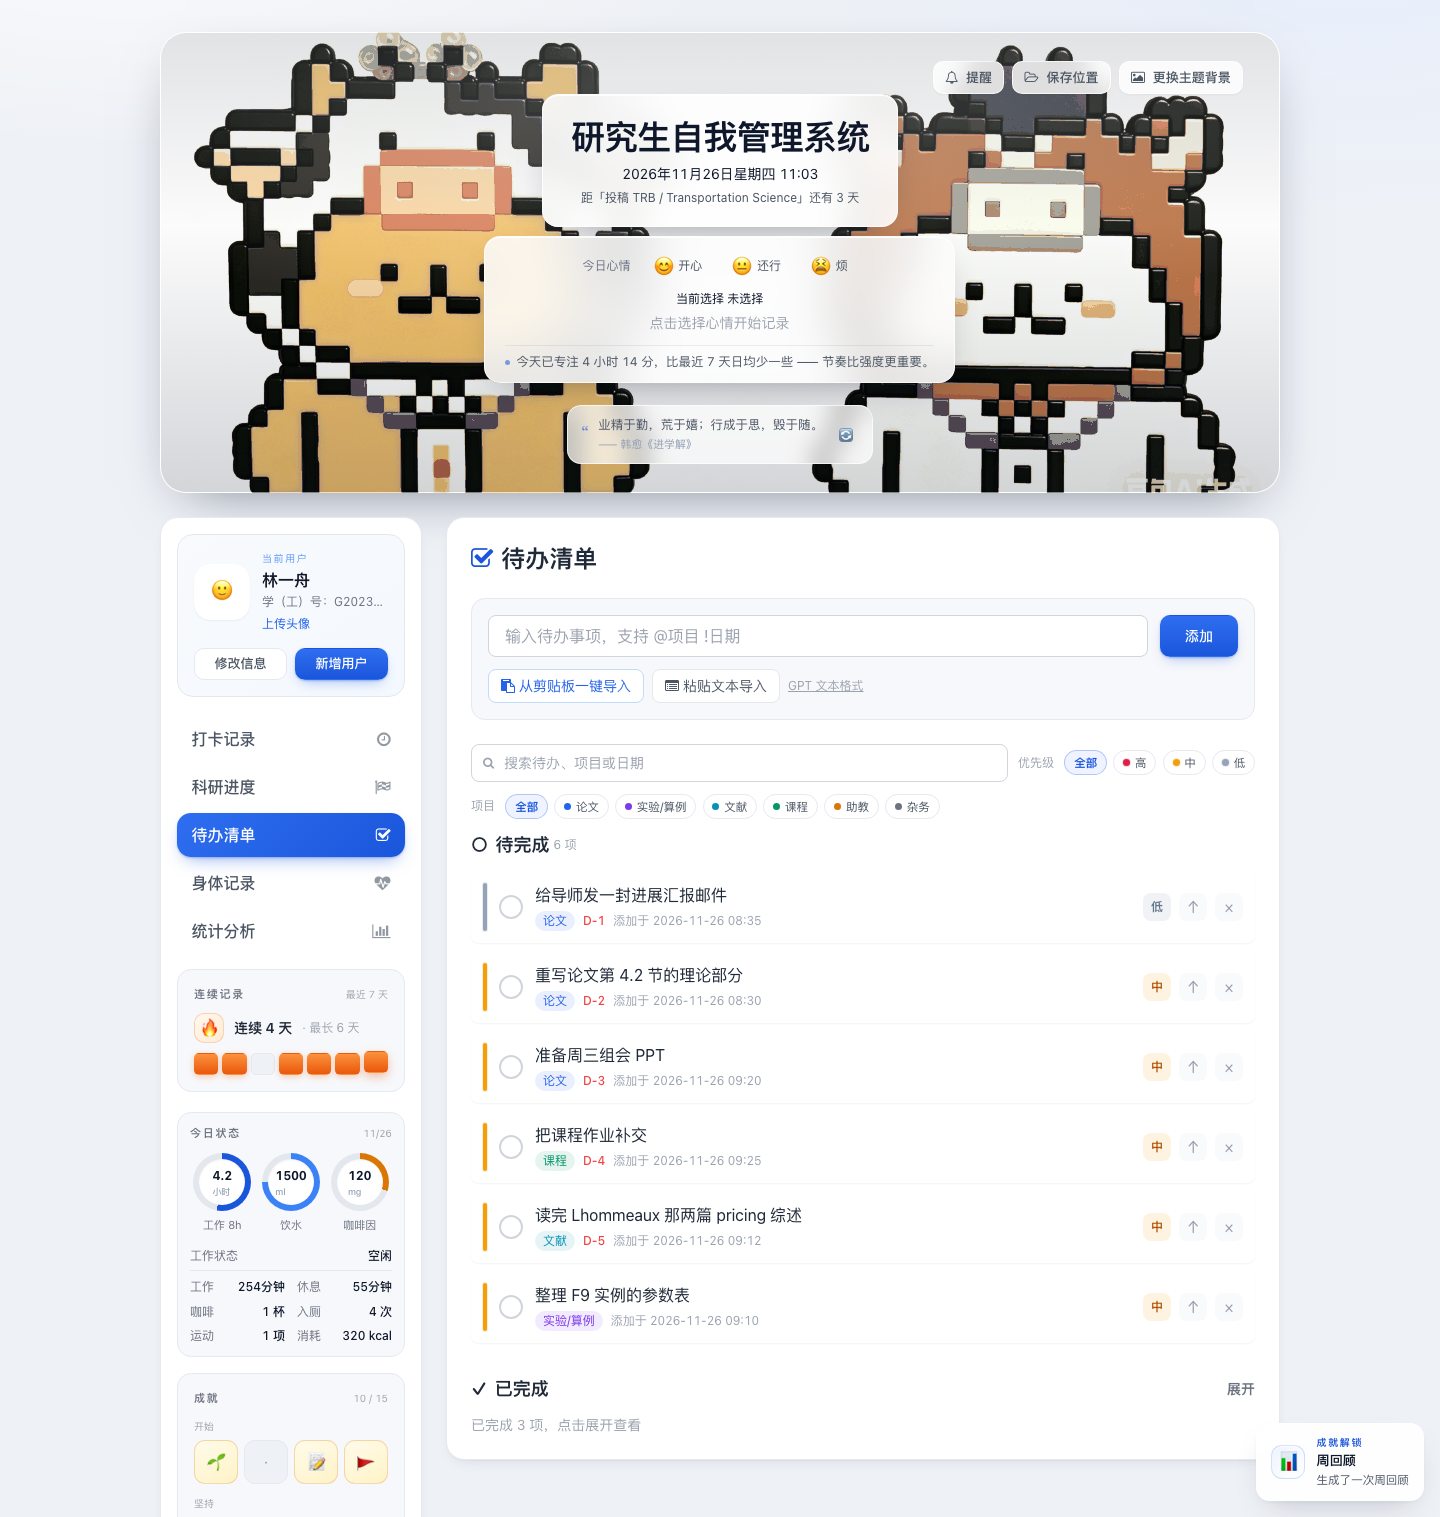 提醒
保存位置
更换主题背景
研究生自我管理系统
2026年11月26日星期四 11:03
距「投稿 TRB / Transportation Science」还有 3 天
今日心情 😊 开心 😐 还行 😫 烦
当前选择 未选择
点击选择心情开始记录
今天已专注 4 小时 14 分，比最近 7 天日均少一些 —— 节奏比强度更重要。
“ 业精于勤，荒于嬉；行成于思，毁于随。
—— 韩愈《进学解》
豆包AI生成
当前用户
林一舟
学（工）号：G2023...
上传头像
修改信息 新增用户
打卡记录
科研进度
待办清单
身体记录
统计分析
连续记录 最近 7 天
连续 4 天 · 最长 6 天
今日状态 11/26
4.2 小时
1500 ml
120 mg
工作 8h 饮水 咖啡因
工作状态 空闲
工作 254分钟 休息 55分钟
咖啡 1 杯 入厕 4 次
运动 1 项 消耗 320 kcal
成就 10 / 15
开始
坚持
待办清单
输入待办事项，支持 @项目 !日期 添加
从剪贴板一键导入 粘贴文本导入 GPT 文本格式
搜索待办、项目或日期 优先级 全部 高 中 低
项目 全部 论文 实验/算例 文献 课程 助教 杂务
待完成 6 项
给导师发一封进展汇报邮件
论文 D-1 添加于 2026-11-26 08:35
低 ↑ ×
重写论文第 4.2 节的理论部分
论文 D-2 添加于 2026-11-26 08:30
中 ↑ ×
准备周三组会 PPT
论文 D-3 添加于 2026-11-26 09:20
中 ↑ ×
把课程作业补交
课程 D-4 添加于 2026-11-26 09:25
中 ↑ ×
读完 Lhommeaux 那两篇 pricing 综述
文献 D-5 添加于 2026-11-26 09:12
中 ↑ ×
整理 F9 实例的参数表
实验/算例 添加于 2026-11-26 09:10
中 ↑ ×
已完成 展开
已完成 3 项，点击展开查看
成就解锁
周回顾
生成了一次周回顾